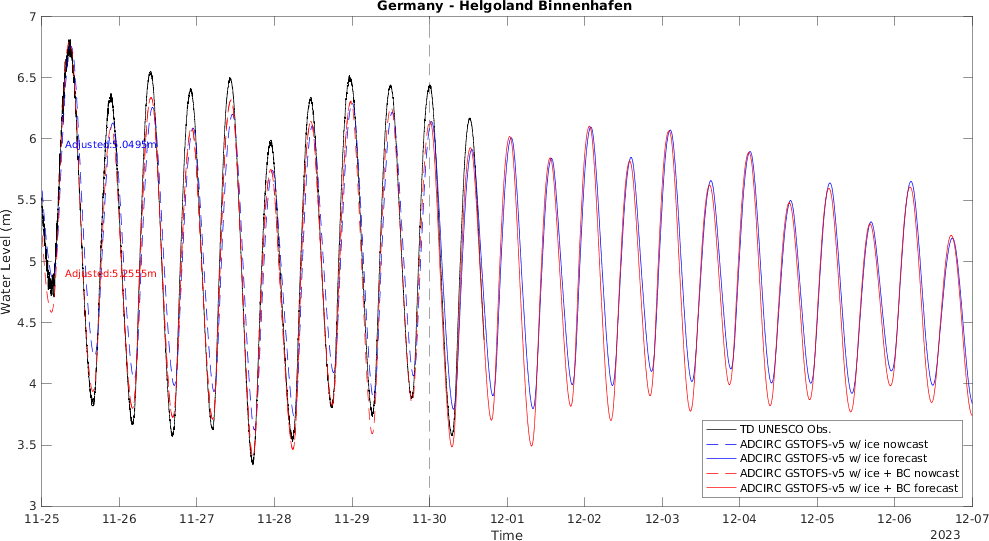 Germany - Helgoland Binnenhafen
7
6.5
6
5.5
5
4.5
4
3.5
3
Water Level (m)
Adjusted:5.0495m
Adjusted:5.2555m
TD UNESCO Obs.
ADCIRC GSTOFS-v5 w/ ice nowcast
ADCIRC GSTOFS-v5 w/ ice forecast
ADCIRC GSTOFS-v5 w/ ice + BC nowcast
ADCIRC GSTOFS-v5 w/ ice + BC forecast
11-25 11-26 11-27 11-28 11-29 11-30 12-01 12-02 12-03 12-04 12-05 12-06 12-07
Time
2023